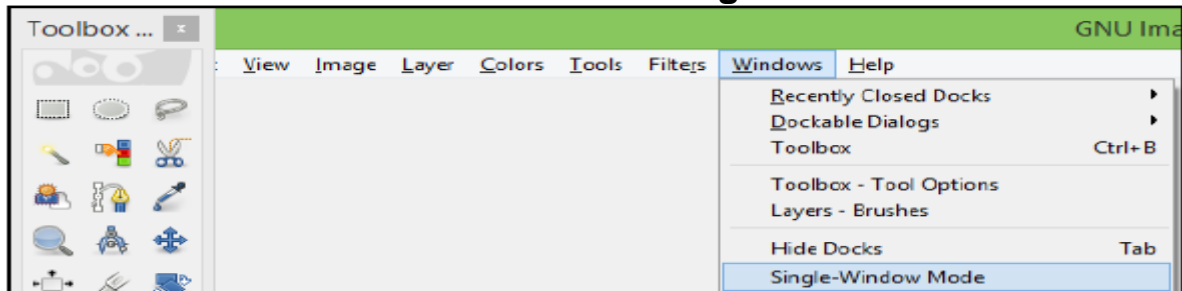 Toolbox ...
GNU Ima
View Image Layer Colors Tools Filters Windows Help
Recently Closed Docks
Dockable Dialogs
Toolbox Ctrl+B
Toolbox - Tool Options
Layers - Brushes
Hide Docks Tab
Single-Window Mode